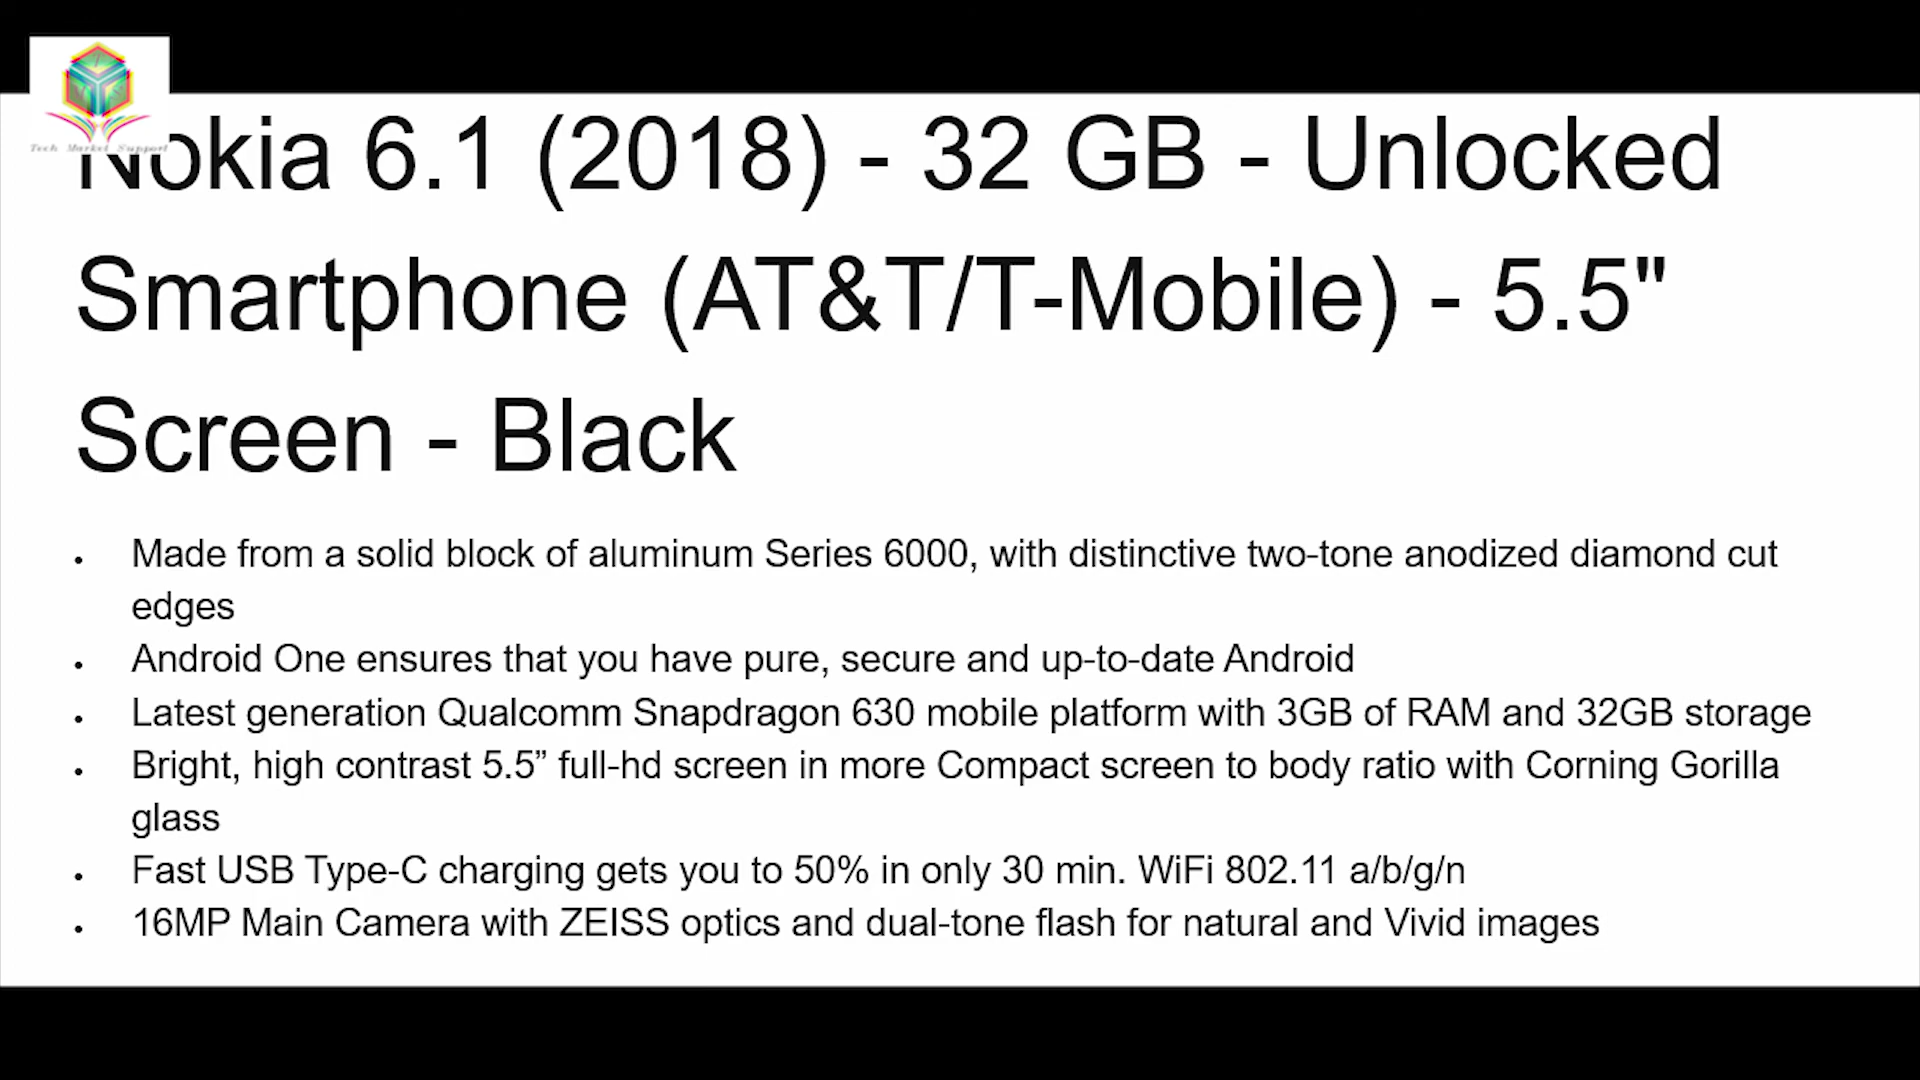 Tech Market Support
Nokia 6.1 (2018) - 32 GB - Unlocked
Smartphone (AT&T/T-Mobile) - 5.5"
Screen - Black
• Made from a solid block of aluminum Series 6000, with distinctive two-tone anodized diamond cut
edges
• Android One ensures that you have pure, secure and up-to-date Android
• Latest generation Qualcomm Snapdragon 630 mobile platform with 3GB of RAM and 32GB storage
• Bright, high contrast 5.5” full-hd screen in more Compact screen to body ratio with Corning Gorilla
glass
• Fast USB Type-C charging gets you to 50% in only 30 min. WiFi 802.11 a/b/g/n
• 16MP Main Camera with ZEISS optics and dual-tone flash for natural and Vivid images